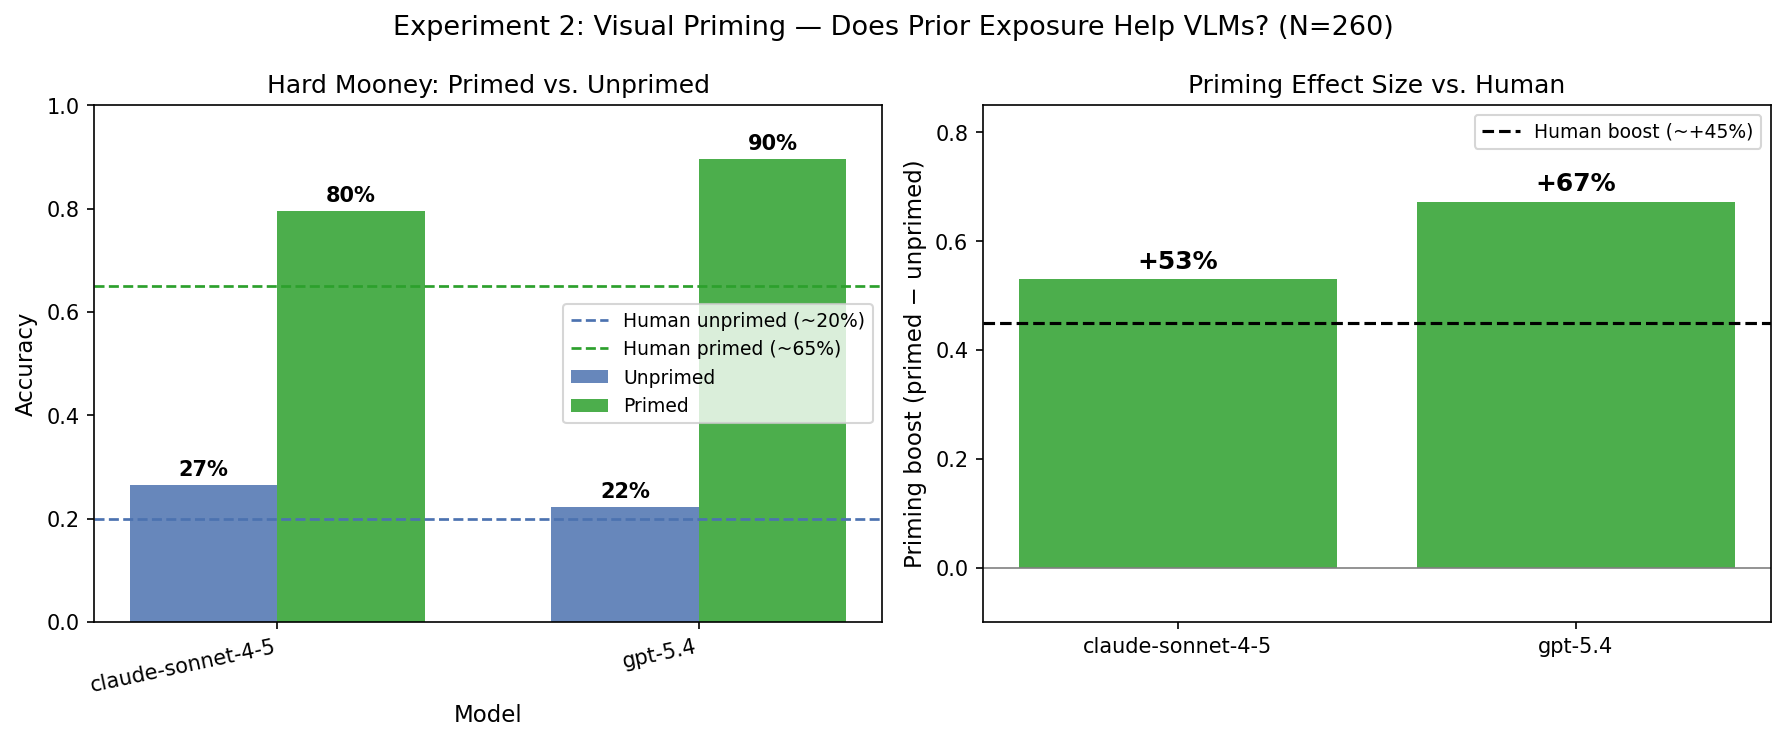 Experiment 2: Visual Priming — Does Prior Exposure Help VLMs? (N=260)
Hard Mooney: Primed vs. Unprimed
Accuracy
1.0
0.8
0.6
0.4
0.2
0.0
27%
80%
22%
90%
Human unprimed (~20%)
Human primed (~65%)
Unprimed
Primed
claude-sonnet-4-5
gpt-5.4
Model
Priming Effect Size vs. Human
Priming boost (primed — unprimed)
0.8
0.6
0.4
0.2
0.0
Human boost (~+45%)
+53%
+67%
claude-sonnet-4-5
gpt-5.4